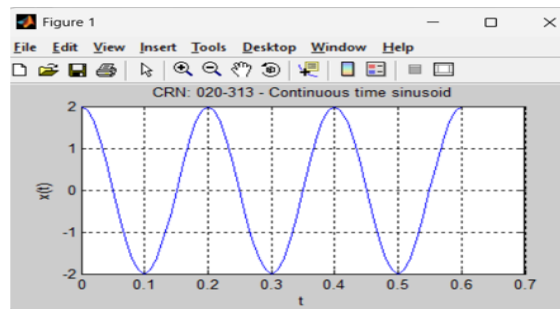 Figure 1
File Edit View Insert Tools Desktop Window Help
CRN: 020-313 - Continuous time sinusoid
2
1
0
-1
-2
x(t)
0 0.1 0.2 0.3 0.4 0.5 0.6 0.7
t